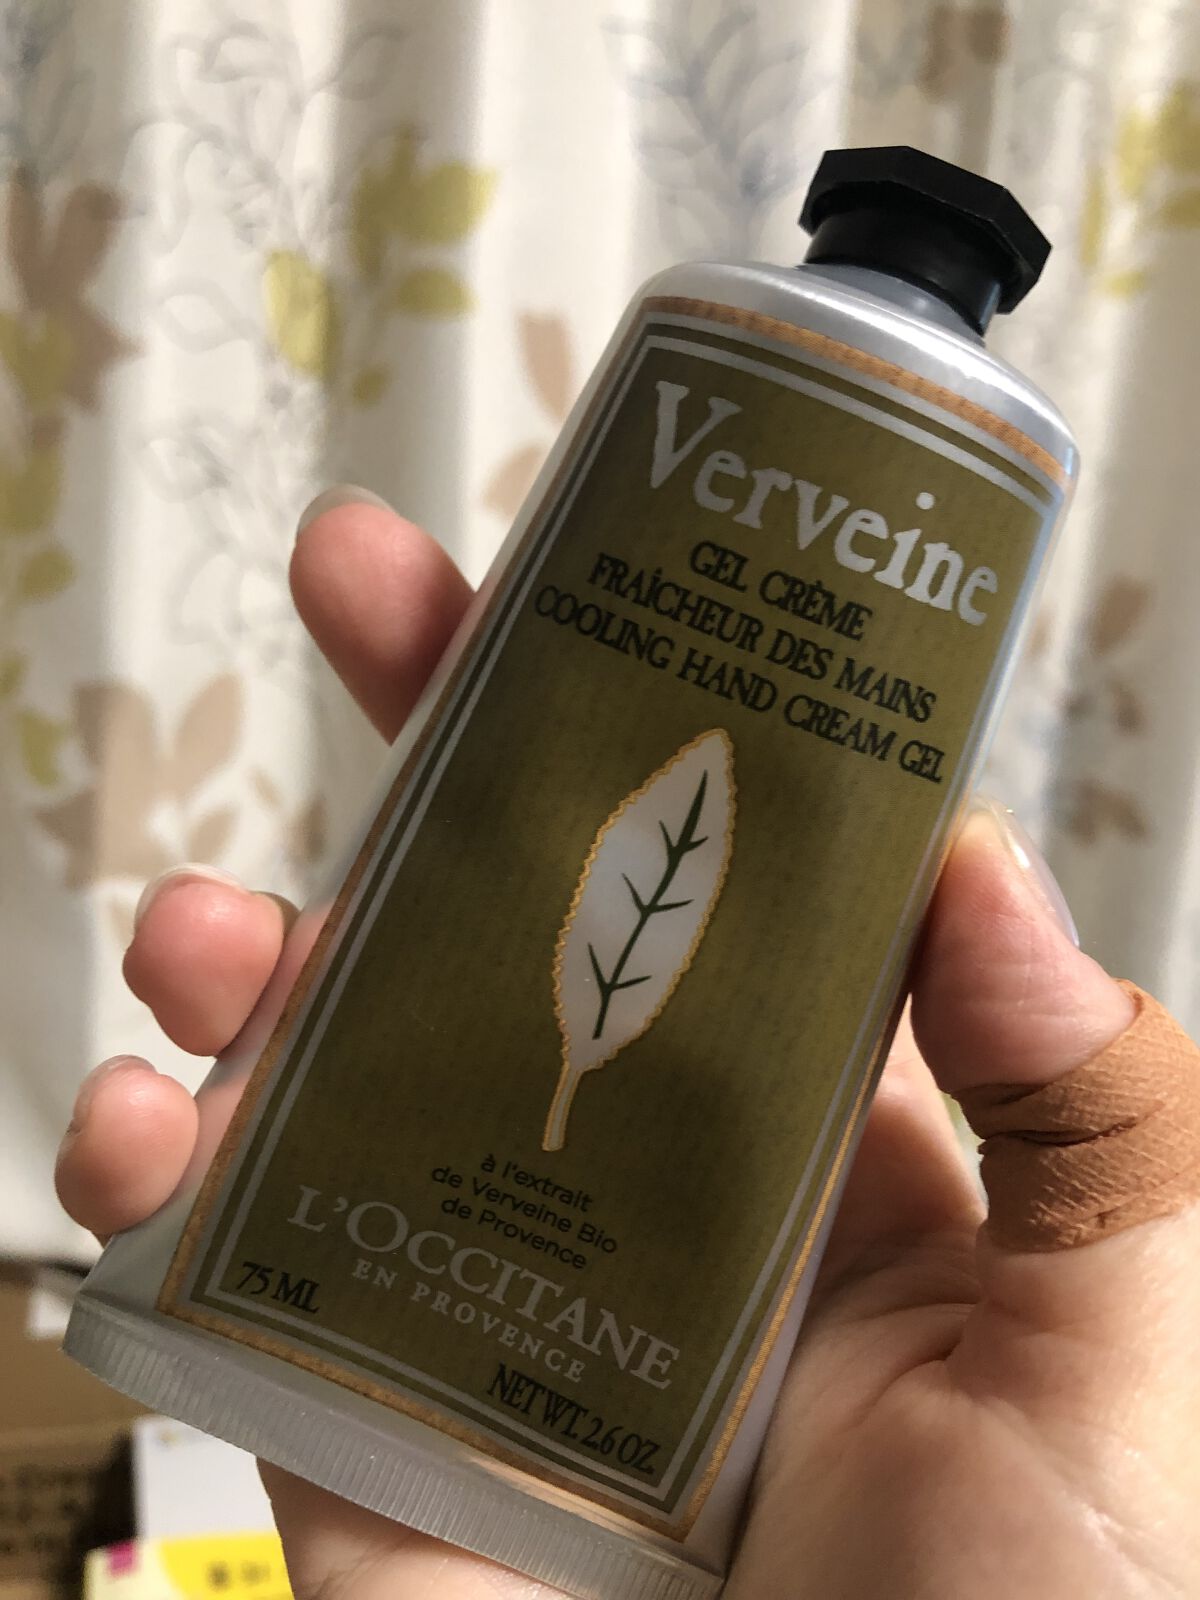 Verveine
GEL CRÈME
FRAÎCHEUR DES MAINS
COOLING HAND CREAM GEL
à l'extrait
de Verveine Bio
de Provence
L'OCCITANE
EN PROVENCE
75 ML
NET WT. 2.6 OZ.